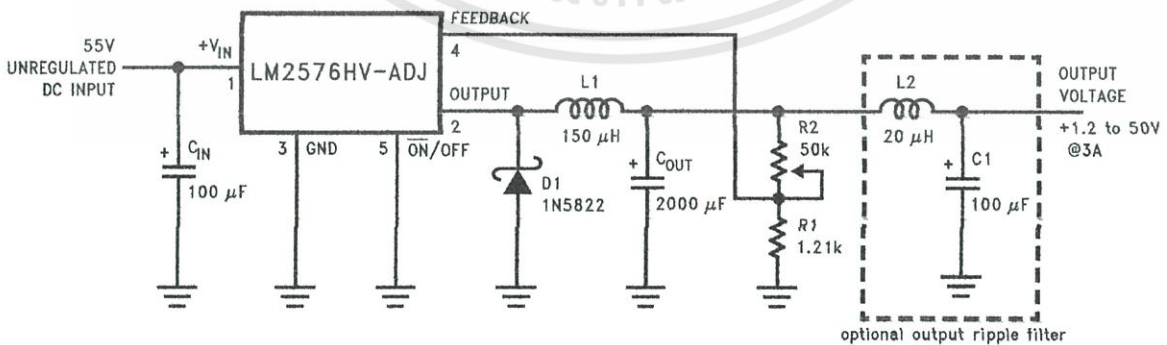 FEEDBACK
55V
UNREGULATED
DC INPUT
+VIN
1
LM2576HV-ADJ
4
OUTPUT
2
3 GND
5 ON/OFF
+ CIN
100 μF
L1
150 μH
D1
1N5822
+ COUT
2000 μF
R2
50k
R1
1.21k
L2
20 μH
+ C1
100 μF
OUTPUT
VOLTAGE
+1.2 to 50V
@3A
optional output ripple filter